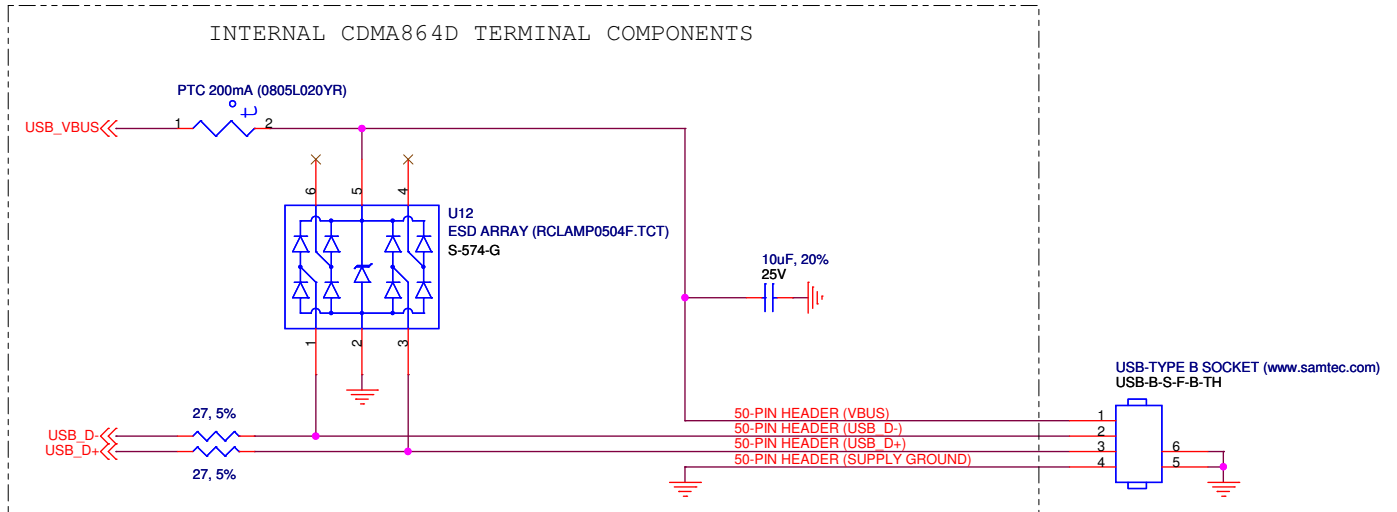 INTERNAL CDMA864D TERMINAL COMPONENTS
PTC 200mA (0805L020YR)
USB_VBUS
1
2
6
5
4
U12
ESD ARRAY (RCLAMP0504F.TCT)
S-574-G
10uF, 20%
25V
1
2
3
USB-TYPE B SOCKET (www.samtec.com)
USB-B-S-F-B-TH
27, 5%
50-PIN HEADER (VBUS)
1
USB_D-
50-PIN HEADER (USB_D-)
2
USB_D+
50-PIN HEADER (USB_D+)
3
6
50-PIN HEADER (SUPPLY GROUND)
4
5
27, 5%